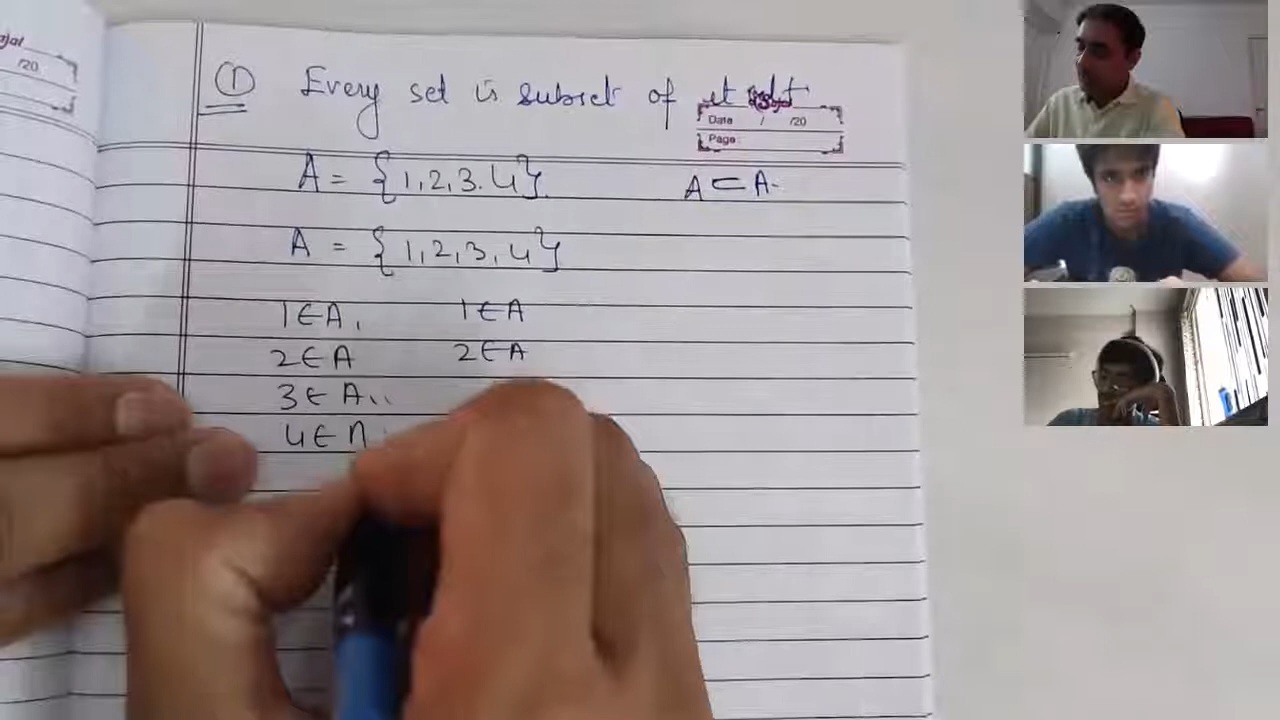 /20
① Every set is subset of
Date / /20
Page
A = {1,2,3.4}. A ⊂ A.
A = {1,2,3,4}
1 ∈ A, 1 ∈ A
2 ∈ A 2 ∈ A
3 ∈ A,,
4 ∈ A